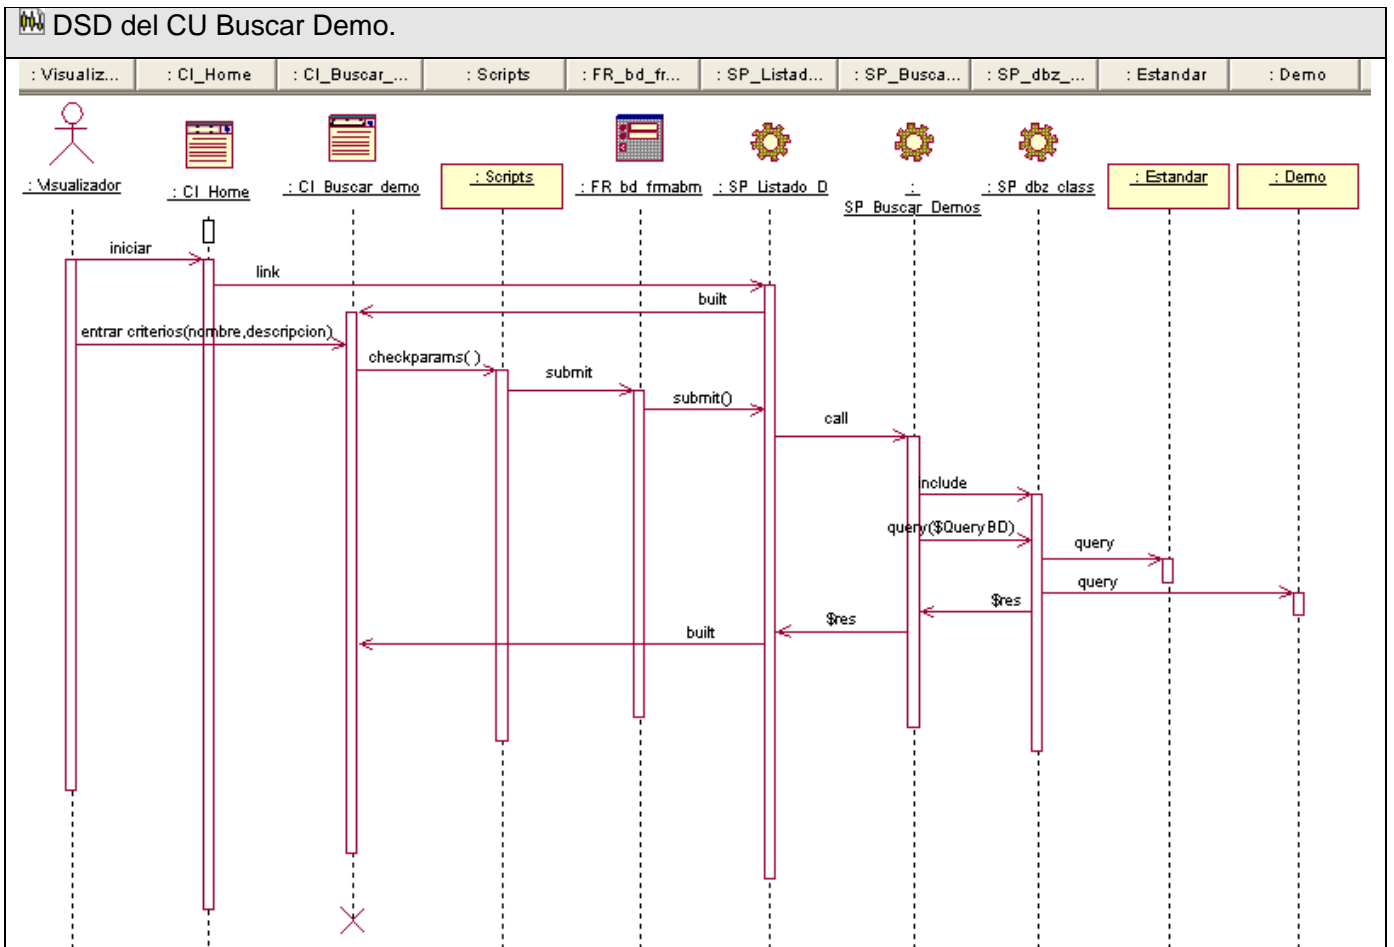 DSD del CU Buscar Demo.
: Visualiz...
: CI_Home
: CI_Buscar_...
: Scripts
: FR_bd_fr...
: SP_Listad...
: SP_Busca...
: SP_dbz_...
: Estandar
: Demo
: Visualizador
: CI_Home
: CI_Buscar_demo
: Scripts
: FR_bd_frmabm
: SP_Listado_D
:
SP_Buscar_Demos
: SP_dbz_class
: Estandar
: Demo
iniciar
link
built
entrar criterios(nombre,descripcion)
checkparams( )
submit
submit()
call
include
query($QueryBD)
query
query
$res
$res
built